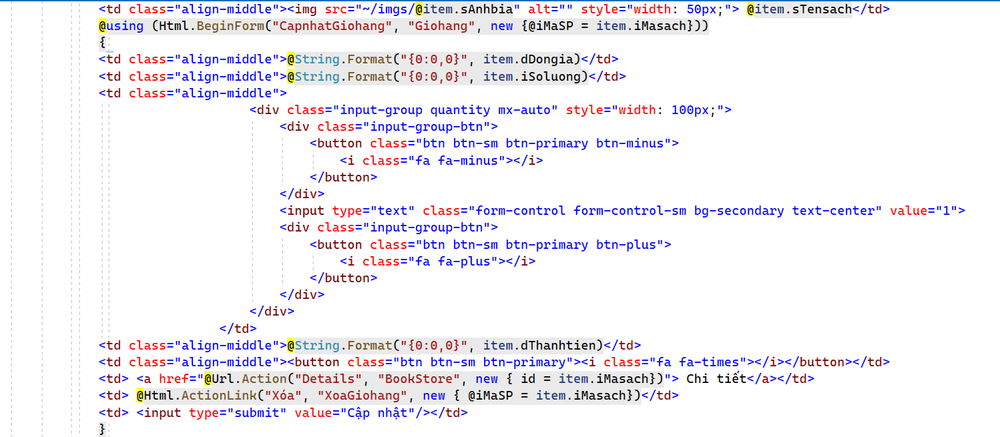 <td class="align-middle"><img src="~/imgs/@item.sAnhbia" alt="" style="width: 50px;"> @item.sTensach</td>
@using (Html.BeginForm("CapnhatGiohang", "Giohang", new {@iMaSP = item.iMasach}))
{
<td class="align-middle">@String.Format("{0:0,0}", item.dDongia)</td>
<td class="align-middle">@String.Format("{0:0,0}", item.iSoluong)</td>
<td class="align-middle">
<div class="input-group quantity mx-auto" style="width: 100px;">
<div class="input-group-btn">
<button class="btn btn-sm btn-primary btn-minus">
<i class="fa fa-minus"></i>
</button>
</div>
<input type="text" class="form-control form-control-sm bg-secondary text-center" value="1">
<div class="input-group-btn">
<button class="btn btn-sm btn-primary btn-plus">
<i class="fa fa-plus"></i>
</button>
</div>
</div>
</td>
<td class="align-middle">@String.Format("{0:0,0}", item.dThanhtien)</td>
<td class="align-middle"><button class="btn btn-sm btn-primary"><i class="fa fa-times"></i></button></td>
<td> <a href="@Url.Action("Details", "BookStore", new { id = item.iMasach})"> Chi tiết</a></td>
<td> @Html.ActionLink("Xóa", "XoaGiohang", new { @iMaSP = item.iMasach})</td>
<td> <input type="submit" value="Cập nhật"/></td>
}